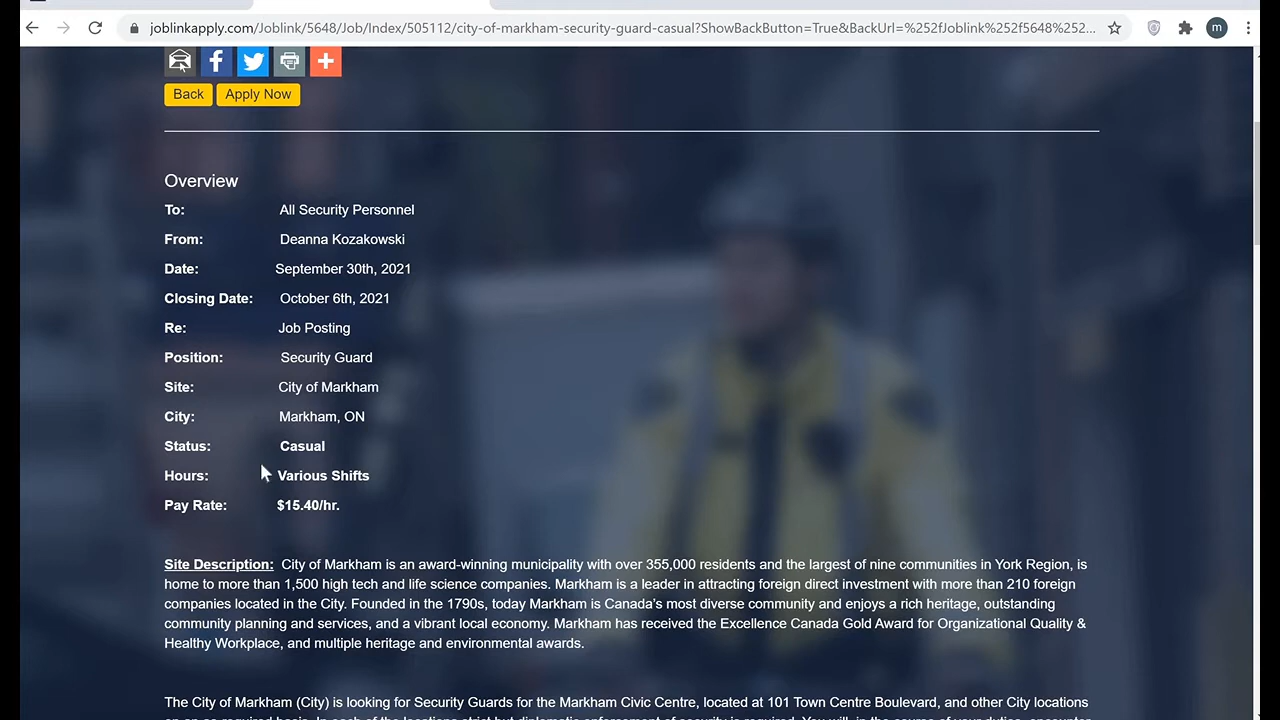 joblinkapply.com/Joblink/5648/Job/Index/505112/city-of-markham-security-guard-casual?ShowBackButton=True&BackUrl=%252fJoblink%252f5648%252...
m
Back Apply Now
Overview
To: All Security Personnel
From: Deanna Kozakowski
Date: September 30th, 2021
Closing Date: October 6th, 2021
Re: Job Posting
Position: Security Guard
Site: City of Markham
City: Markham, ON
Status: Casual
Hours: Various Shifts
Pay Rate: $15.40/hr.
Site Description: City of Markham is an award-winning municipality with over 355,000 residents and the largest of nine communities in York Region, is
home to more than 1,500 high tech and life science companies. Markham is a leader in attracting foreign direct investment with more than 210 foreign
companies located in the City. Founded in the 1790s, today Markham is Canada's most diverse community and enjoys a rich heritage, outstanding
community planning and services, and a vibrant local economy. Markham has received the Excellence Canada Gold Award for Organizational Quality &
Healthy Workplace, and multiple heritage and environmental awards.
The City of Markham (City) is looking for Security Guards for the Markham Civic Centre, located at 101 Town Centre Boulevard, and other City locations